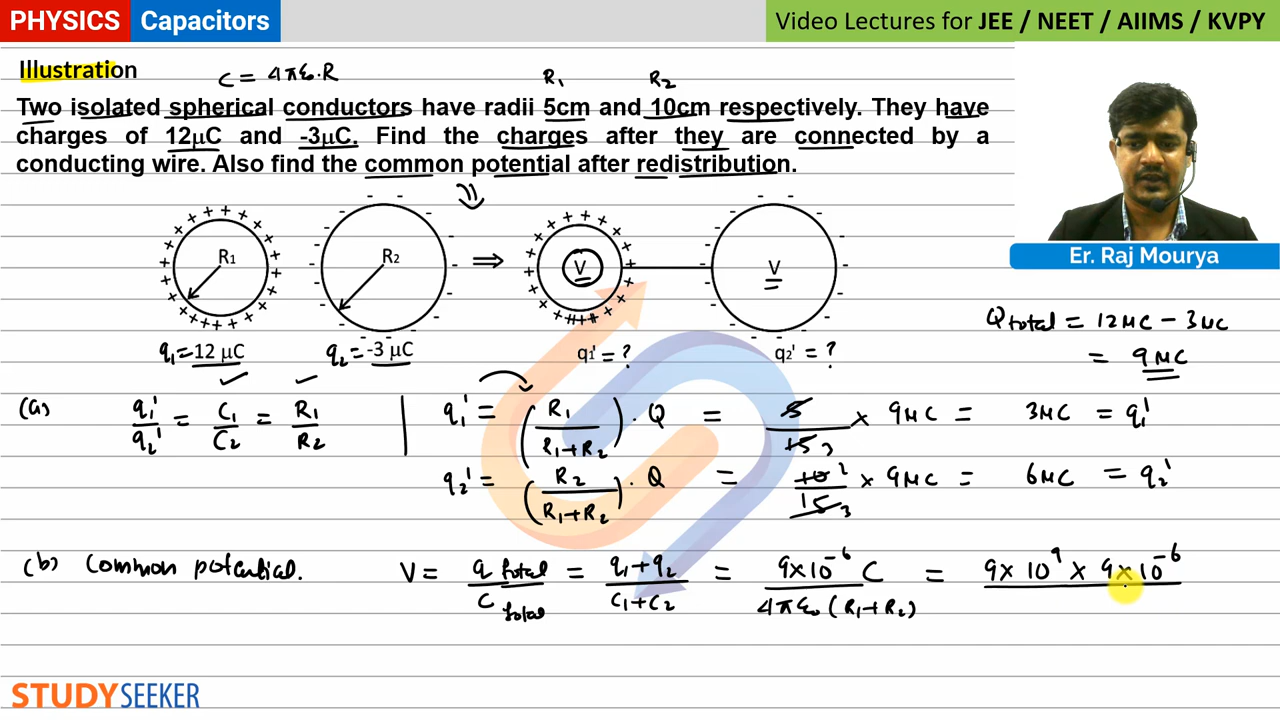 PHYSICS Capacitors Video Lectures for JEE / NEET / AIIMS / KVPY
Illustration C = 4πε₀.R R₁ R₂
Two isolated spherical conductors have radii 5cm and 10cm respectively. They have
charges of 12μC and -3μC. Find the charges after they are connected by a
conducting wire. Also find the common potential after redistribution.
R₁ R₂ ⇒ V V
Er. Raj Mourya
Q total = 12μC - 3μC
= 9μC
q₁ = 12 μC q₂ = -3 μC q₁' = ? q₂' = ?
(a) q₁'/q₂' = C₁/C₂ = R₁/R₂ | q₁' = (R₁/(R₁+R₂)) · Q = 5/15 3 × 9μC = 3μC = q₁'
q₂' = (R₂/(R₁+R₂)) · Q = 10 2/15 3 × 9μC = 6μC = q₂'
(b) Common potential. V = q total/C total = q₁+q₂/C₁+C₂ = 9×10⁻⁶ C/4πε₀(R₁+R₂) = 9×10⁹ × 9×10⁻⁶
STUDYSEEKER